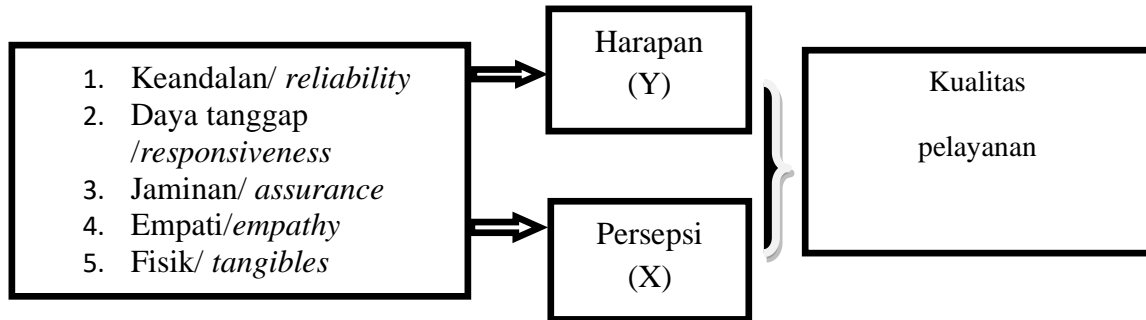 1. Keandalan/ reliability
2. Daya tanggap
/responsiveness
3. Jaminan/ assurance
4. Empati/empathy
5. Fisik/ tangibles
Harapan
(Y)
Persepsi
(X)
Kualitas
pelayanan